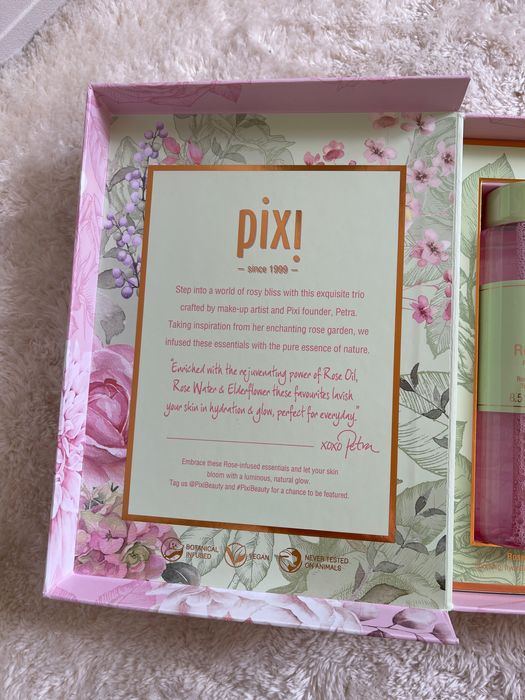 pixi
– since 1999 –
Step into a world of rosy bliss with this exquisite trio
crafted by make-up artist and Pixi founder, Petra.
Taking inspiration from her enchanting rose garden, we
infused these essentials with the pure essence of nature.
"Enriched with the rejuvenating power of Rose Oil,
Rose Water & Elderflower these favourites lavish
your skin in hydration & glow, perfect for everyday."
xoxo Petra
Embrace these Rose-infused essentials and let your skin
bloom with a luminous, natural glow.
Tag us @PixiBeauty and #PixiBeauty for a chance to be featured.
BOTANICAL
INFUSED
VEGAN
NEVER TESTED
ON ANIMALS
8.5